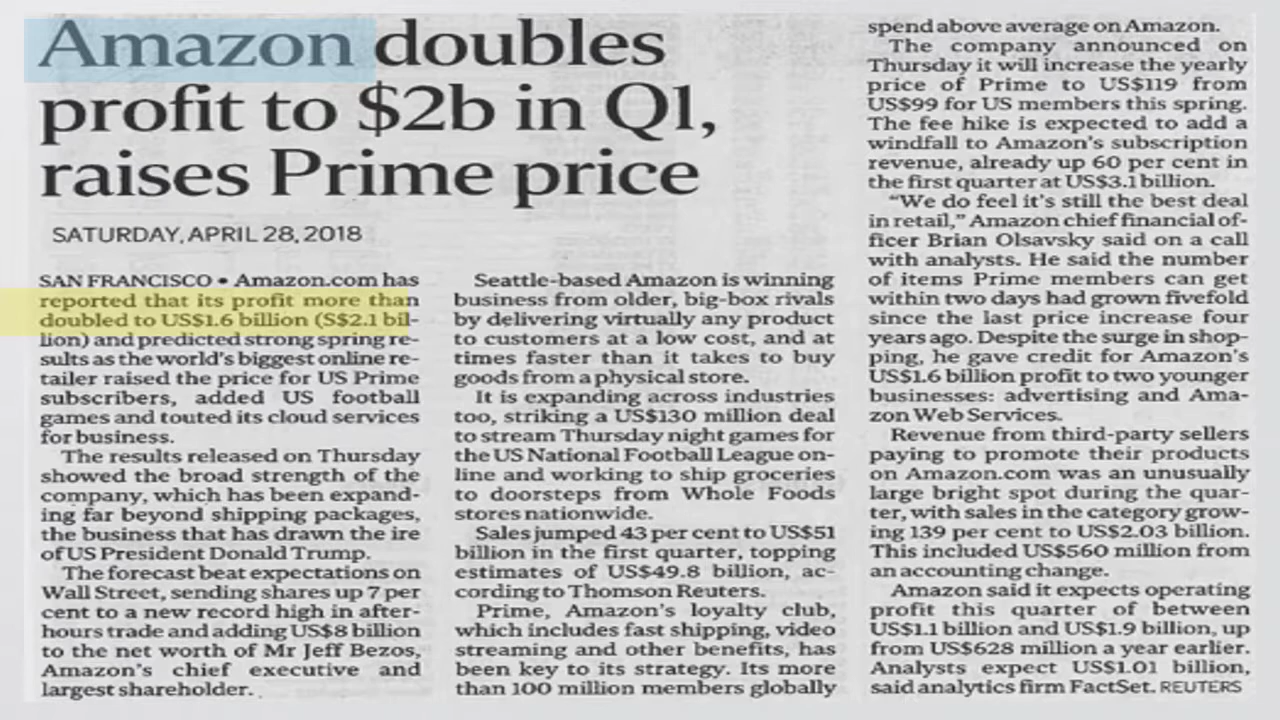 Amazon doubles
profit to $2b in Q1,
raises Prime price
SATURDAY, APRIL 28, 2018
SAN FRANCISCO • Amazon.com has
reported that its profit more than
doubled to US$1.6 billion (S$2.1 bil-
lion) and predicted strong spring re-
sults as the world's biggest online re-
tailer raised the price for US Prime
subscribers, added US football
games and touted its cloud services
for business.
The results released on Thursday
showed the broad strength of the
company, which has been expand-
ing far beyond shipping packages,
the business that has drawn the ire
of US President Donald Trump.
The forecast beat expectations on
Wall Street, sending shares up 7 per
cent to a new record high in after-
hours trade and adding US$8 billion
to the net worth of Mr Jeff Bezos,
Amazon's chief executive and
largest shareholder.
Seattle-based Amazon is winning
business from older, big-box rivals
by delivering virtually any product
to customers at a low cost, and at
times faster than it takes to buy
goods from a physical store.
It is expanding across industries
too, striking a US$130 million deal
to stream Thursday night games for
the US National Football League on-
line and working to ship groceries
to doorsteps from Whole Foods
stores nationwide.
Sales jumped 43 per cent to US$51
billion in the first quarter, topping
estimates of US$49.8 billion, ac-
cording to Thomson Reuters.
Prime, Amazon's loyalty club,
which includes fast shipping, video
streaming and other benefits, has
been key to its strategy. Its more
than 100 million members globally
spend above average on Amazon.
The company announced on
Thursday it will increase the yearly
price of Prime to US$119 from
US$99 for US members this spring.
The fee hike is expected to add a
windfall to Amazon's subscription
revenue, already up 60 per cent in
the first quarter at US$3.1 billion.
"We do feel it's still the best deal
in retail," Amazon chief financial of-
ficer Brian Olsavsky said on a call
with analysts. He said the number
of items Prime members can get
within two days had grown fivefold
since the last price increase four
years ago. Despite the surge in shop-
ping, he gave credit for Amazon's
US$1.6 billion profit to two younger
businesses: advertising and Ama-
zon Web Services.
Revenue from third-party sellers
paying to promote their products
on Amazon.com was an unusually
large bright spot during the quar-
ter, with sales in the category grow-
ing 139 per cent to US$2.03 billion.
This included US$560 million from
an accounting change.
Amazon said it expects operating
profit this quarter of between
US$1.1 billion and US$1.9 billion, up
from US$628 million a year earlier.
Analysts expect US$1.01 billion,
said analytics firm FactSet. REUTERS